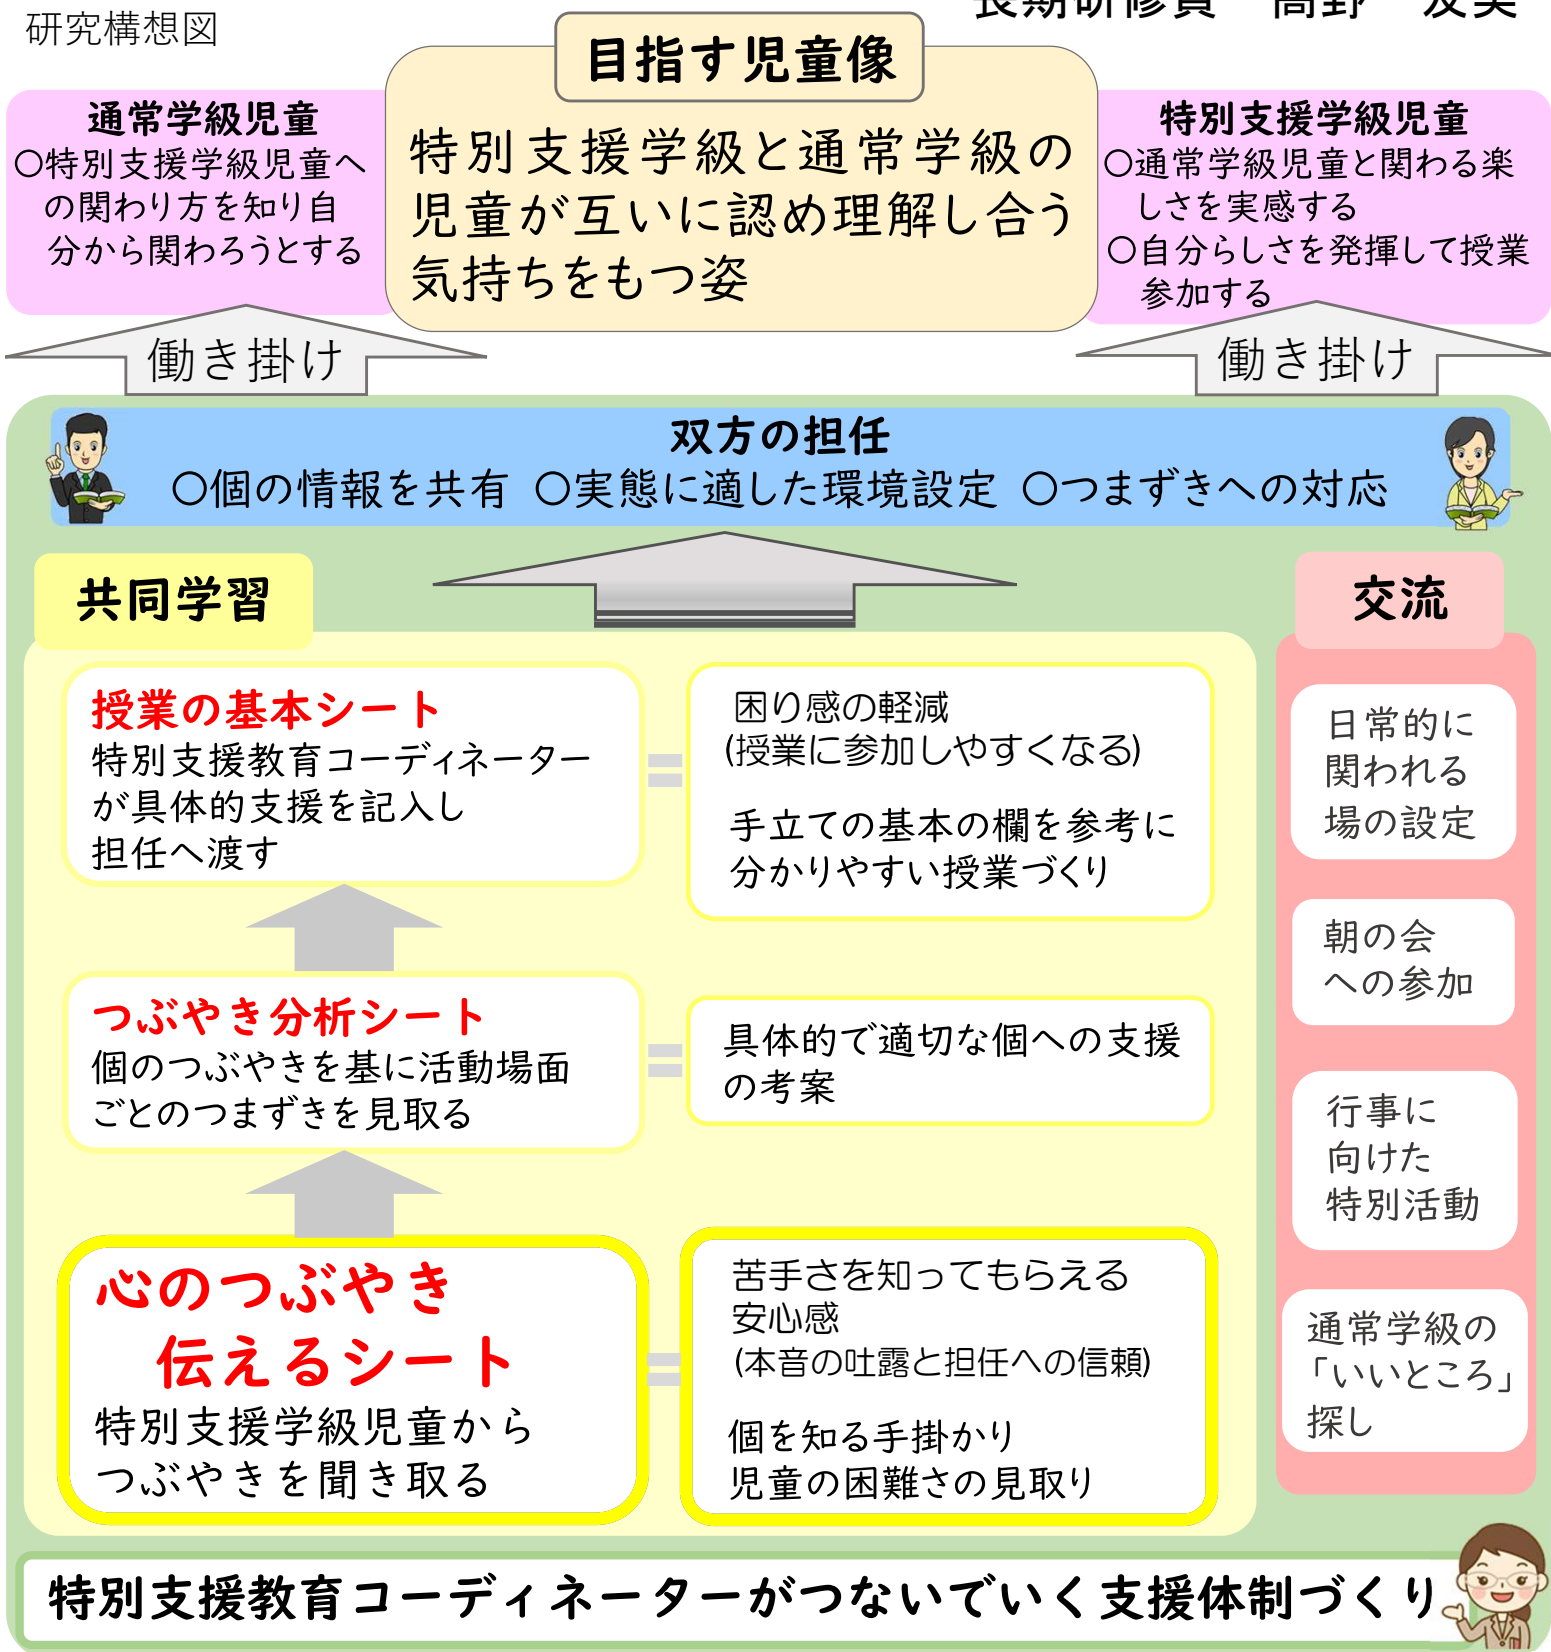 研究構想図
長期研修員
目指す児童像
特別支援学級と通常学級の
児童が互いに認め理解し合う
気持ちをもつ姿
通常学級児童
〇特別支援学級児童へ
の関わり方を知り自
分から関わろうとする
特別支援学級児童
〇通常学級児童と関わる楽
しさを実感する
〇自分らしさを発揮して授業
参加する
働き掛け
働き掛け
双方の担任
〇個の情報を共有 〇実態に適した環境設定 〇つまずきへの対応
共同学習
授業の基本シート
特別支援教育コーディネーター
が具体的支援を記入し
担任へ渡す
=
困り感の軽減
(授業に参加しやすくなる)
手立ての基本の欄を参考に
分かりやすい授業づくり
つぶやき分析シート
個のつぶやきを基に活動場面
ごとのつまずきを見取る
=
具体的で適切な個への支援
の考案
心のつぶやき
伝えるシート
特別支援学級児童から
つぶやきを聞き取る
=
苦手さを知ってもらえる
安心感
(本音の吐露と担任への信頼)
個を知る手掛かり
児童の困難さの見取り
交流
日常的に
関われる
場の設定
朝の会
への参加
行事に
向けた
特別活動
通常学級の
「いいところ」
探し
特別支援教育コーディネーターがつないでいく支援体制づくり